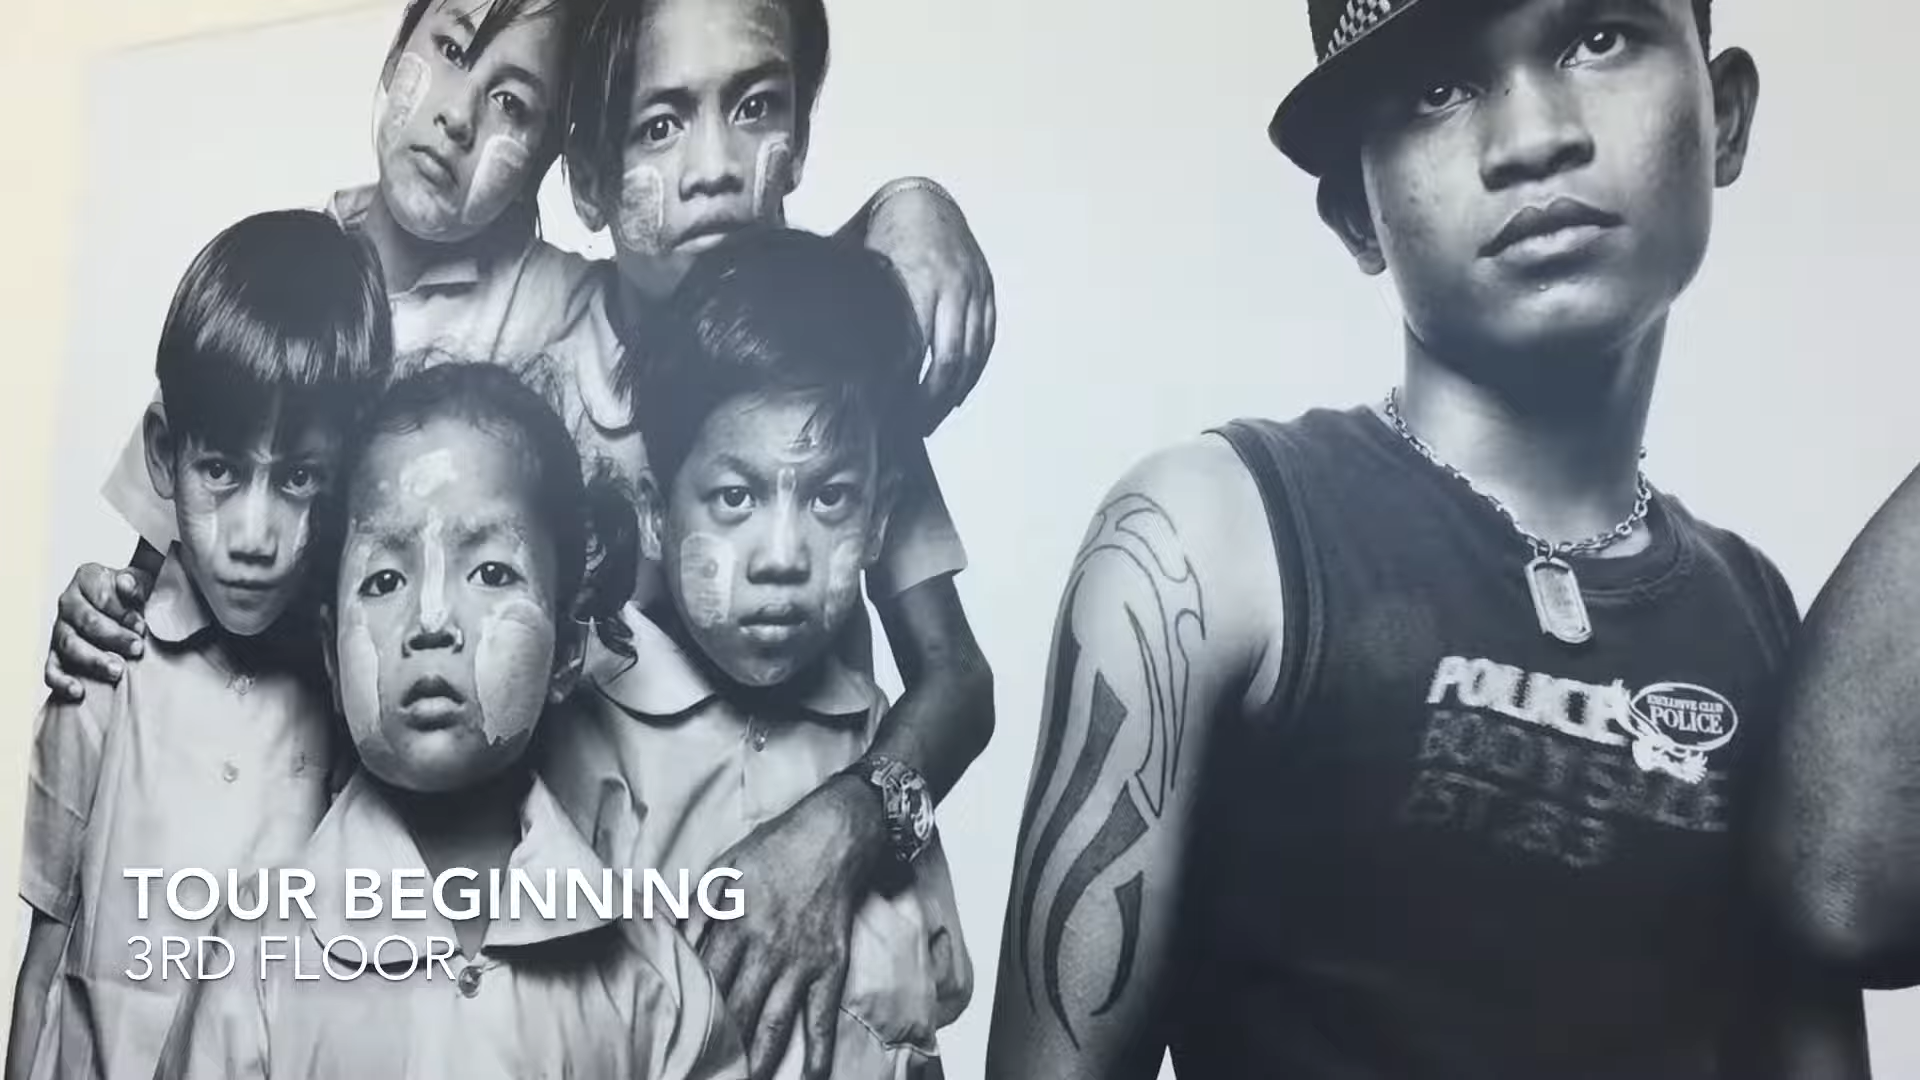 POLICE
EXCLUSIVE CLUB
POLICE
TOUR BEGINNING
3RD FLOOR